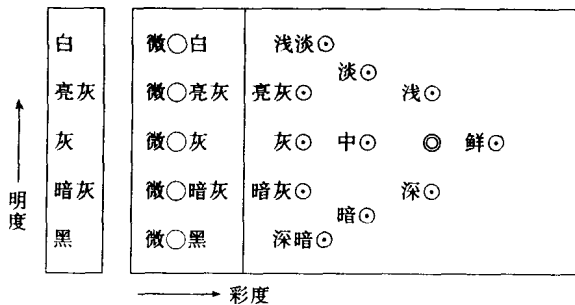 白 微○白 浅淡⊙
淡⊙
亮灰 微○亮灰 亮灰⊙ 浅⊙
灰 微○灰 灰⊙ 中⊙ ◎ 鲜⊙
暗灰 微○暗灰 暗灰⊙ 深⊙
暗⊙
黑 微○黑 深暗⊙
明度
彩度